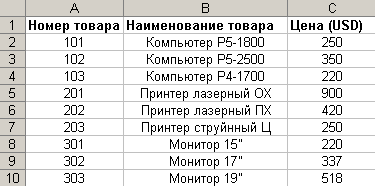 A B C
1 Номер товара Наименование товара Цена (USD)
2 101 Компьютер P5-1800 250
3 102 Компьютер P5-2500 350
4 103 Компьютер P4-1700 220
5 201 Принтер лазерный ОХ 900
6 202 Принтер лазерный ПХ 420
7 203 Принтер струйнный Ц 250
8 301 Монитор 15" 220
9 302 Монитор 17" 337
10 303 Монитор 19" 518